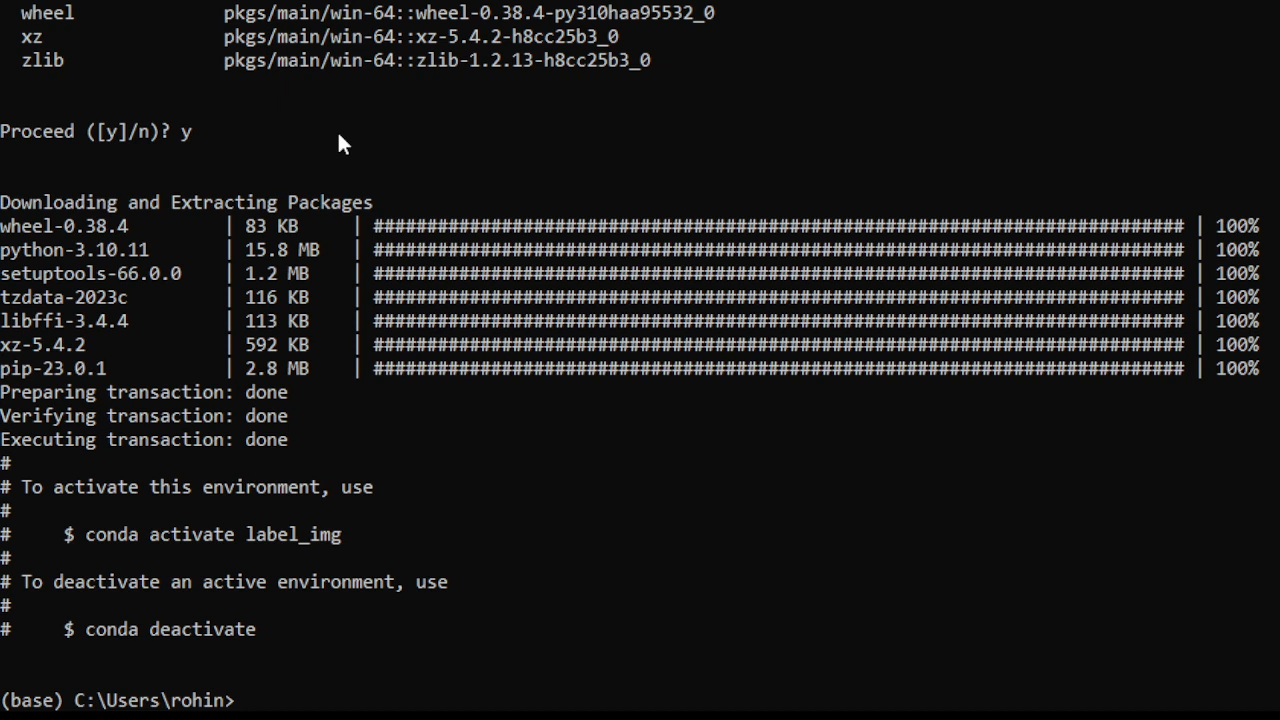 wheel pkgs/main/win-64::wheel-0.38.4-py310haa95532_0
xz pkgs/main/win-64::xz-5.4.2-h8cc25b3_0
zlib pkgs/main/win-64::zlib-1.2.13-h8cc25b3_0
Proceed ([y]/n)? y
Downloading and Extracting Packages
wheel-0.38.4 | 83 KB | ############################################################################ | 100%
python-3.10.11 | 15.8 MB | ############################################################################ | 100%
setuptools-66.0.0 | 1.2 MB | ############################################################################ | 100%
tzdata-2023c | 116 KB | ############################################################################ | 100%
libffi-3.4.4 | 113 KB | ############################################################################ | 100%
xz-5.4.2 | 592 KB | ############################################################################ | 100%
pip-23.0.1 | 2.8 MB | ############################################################################ | 100%
Preparing transaction: done
Verifying transaction: done
Executing transaction: done
#
# To activate this environment, use
#
#     $ conda activate label_img
#
# To deactivate an active environment, use
#
#     $ conda deactivate
(base) C:\Users\rohin>